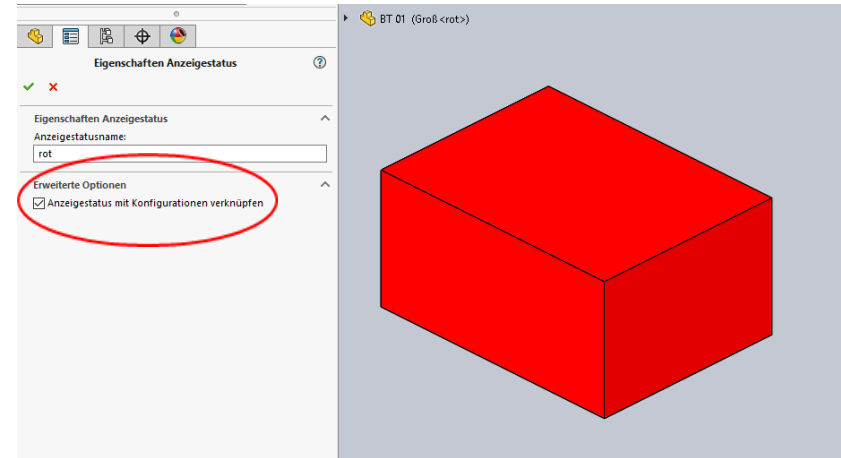 BT 01 (Groß<rot>)
Eigenschaften Anzeigestatus
Eigenschaften Anzeigestatus
Anzeigestatusname:
rot
Erweiterte Optionen
Anzeigestatus mit Konfigurationen verknüpfen